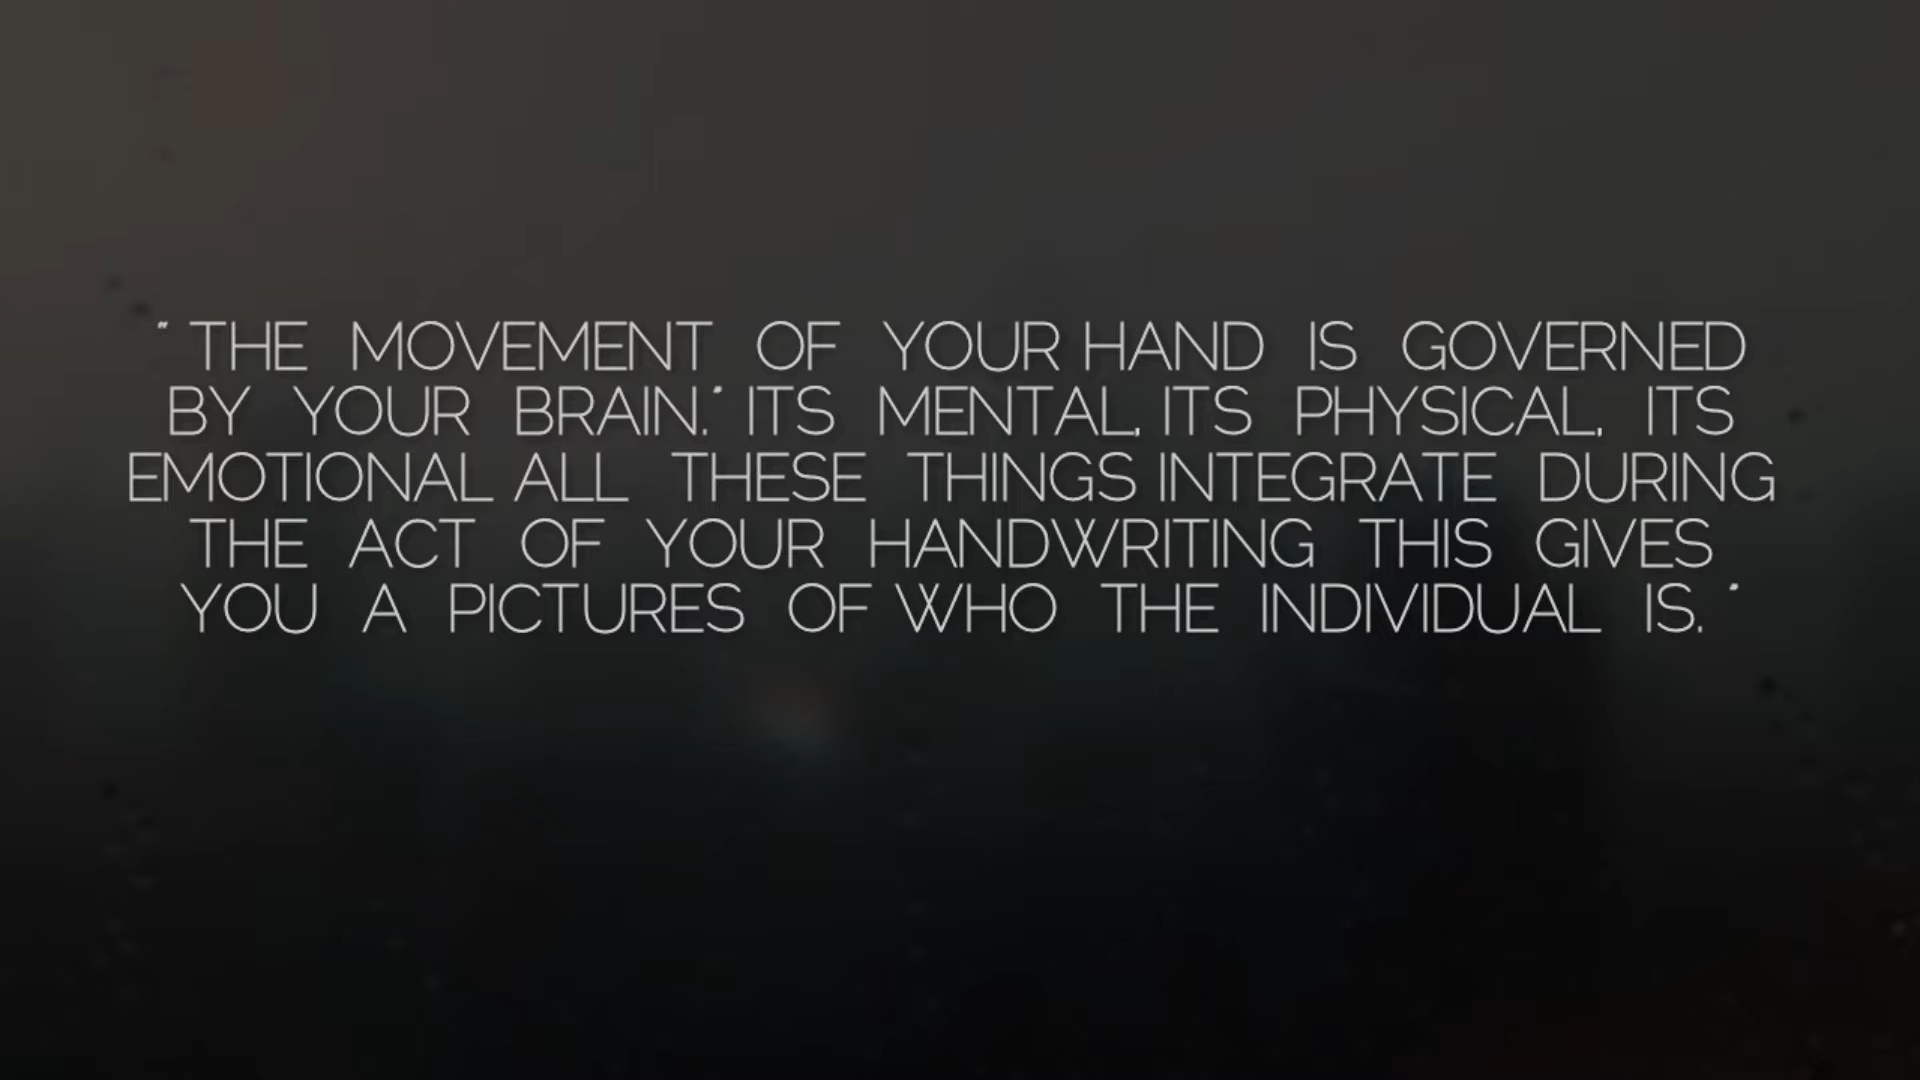 " THE MOVEMENT OF YOUR HAND IS GOVERNED
BY YOUR BRAIN." ITS MENTAL, ITS PHYSICAL, ITS
EMOTIONAL ALL THESE THINGS INTEGRATE DURING
THE ACT OF YOUR HANDWRITING THIS GIVES
YOU A PICTURES OF WHO THE INDIVIDUAL IS. "